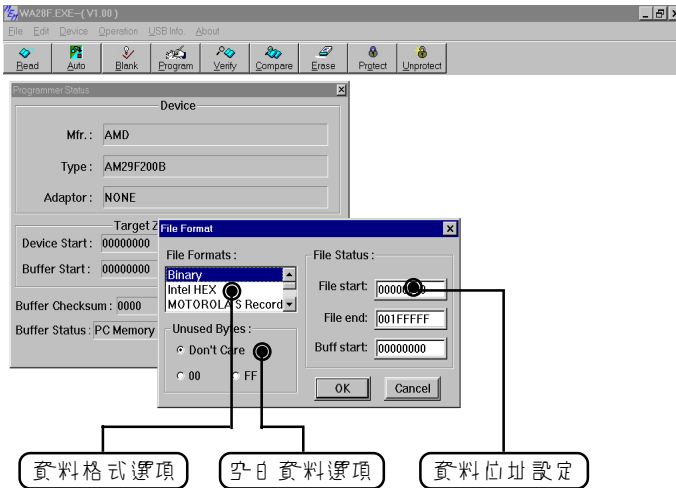 WA28F.EXE--( V1.00 )
File Edit Device Operation USB Info. About
Read Auto Blank Program Verify Compare Erase Protect Unprotect
Programmer Status
Device
Mfr. : AMD
Type : AM29F200B
Adaptor : NONE
Target Z
Device Start : 00000000
Buffer Start : 00000000
Buffer Checksum : 0000
Buffer Status : PC Memory
File Format
File Formats :
Binary
Intel HEX
MOTOROLA S Record
Unused Bytes :
Don't Care
00 FF
File Status :
File start: 00000000
File end: 001FFFFF
Buff start: 00000000
OK Cancel
資料格式選項
空白資料選項
資料位址設定